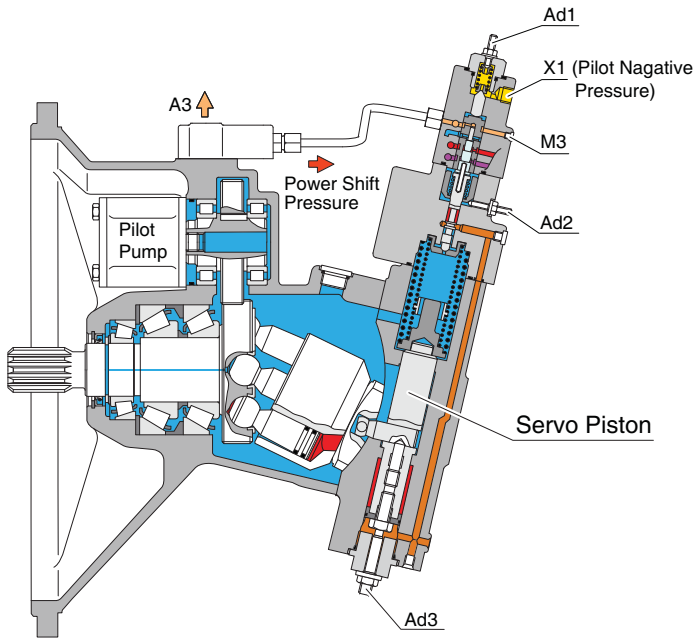 Ad1
X1 (Pilot Nagative
Pressure)
A3
M3
Power Shift
Pressure
Ad2
Pilot
Pump
Servo Piston
Ad3